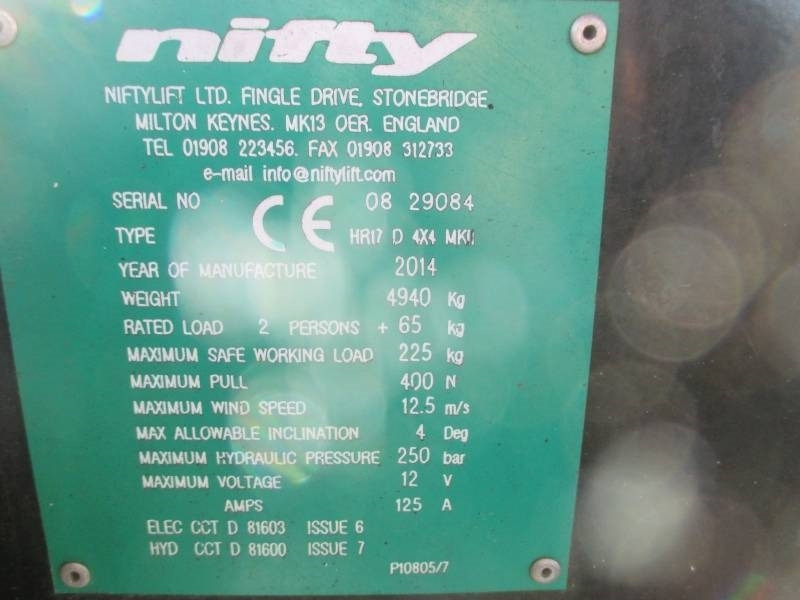 nifty
NIFTYLIFT LTD. FINGLE DRIVE, STONEBRIDGE,
MILTON KEYNES. MK13 OER. ENGLAND
TEL 01908 223456. FAX 01908 312733
e-mail info@niftylift.com
SERIAL NO CE 08 29084
TYPE HR17 D 4X4 MKII
YEAR OF MANUFACTURE 2014
WEIGHT 4940 Kg
RATED LOAD 2 PERSONS + 65 kg
MAXIMUM SAFE WORKING LOAD 225 kg
MAXIMUM PULL 400 N
MAXIMUM WIND SPEED 12.5 m/s
MAX ALLOWABLE INCLINATION 4 Deg
MAXIMUM HYDRAULIC PRESSURE 250 bar
MAXIMUM VOLTAGE 12 V
AMPS 125 A
ELEC CCT D 81603 ISSUE 6
HYD CCT D 81600 ISSUE 7
P10805/7